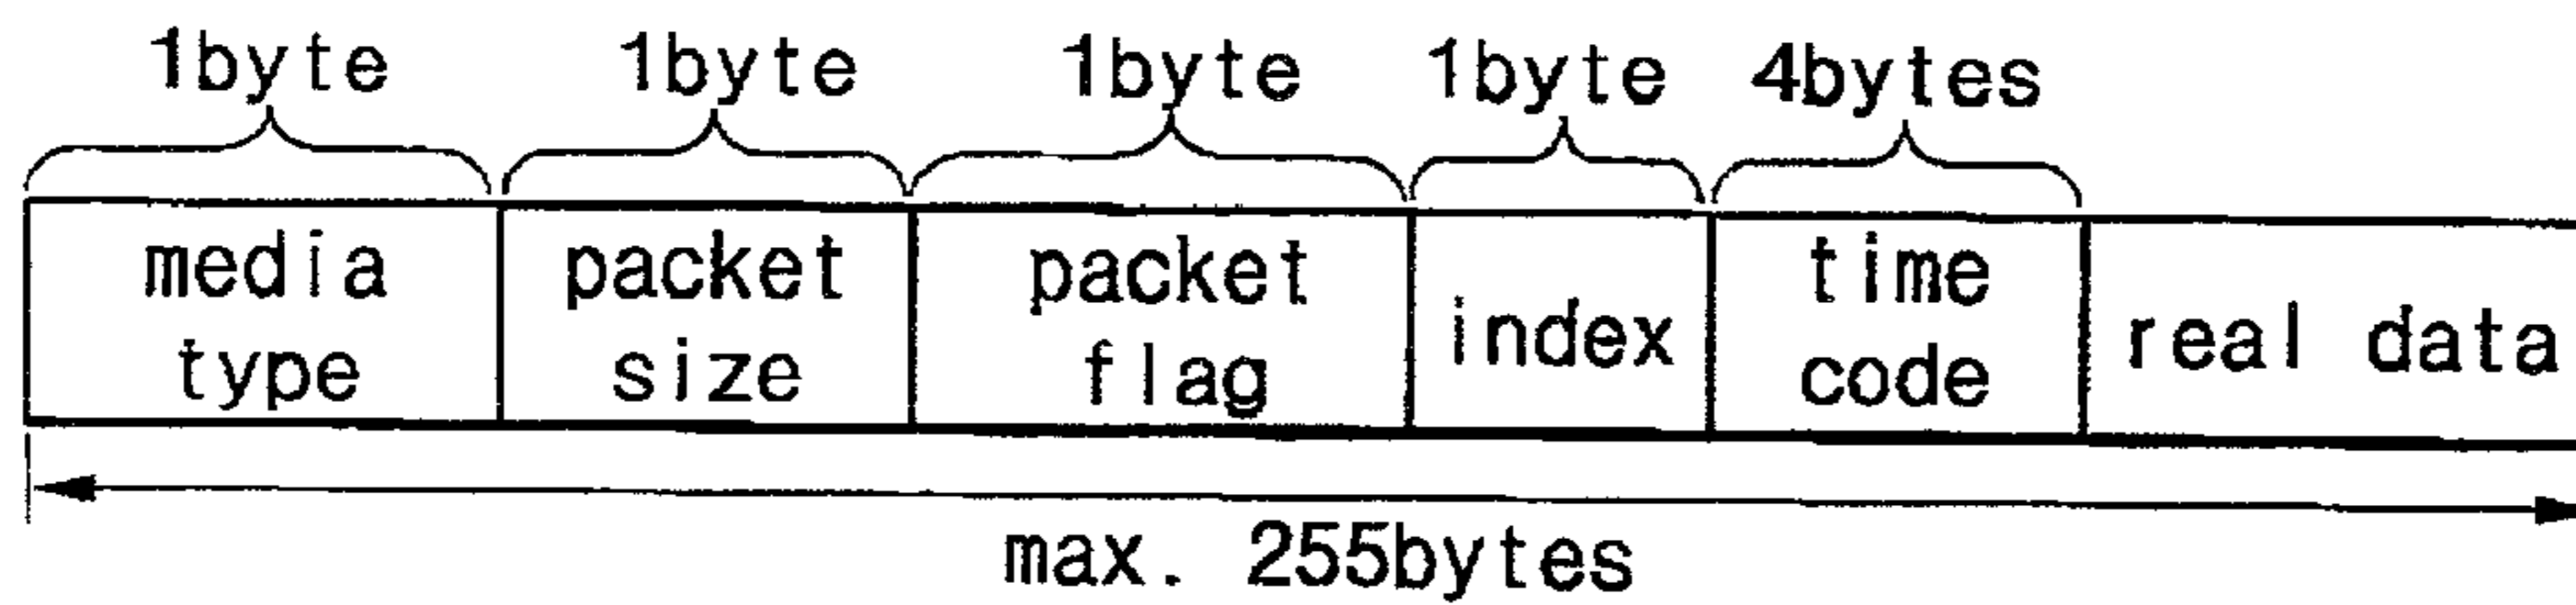 1byte 1byte 1byte 1byte 4bytes
media type packet size packet flag index time code real data
max. 255bytes